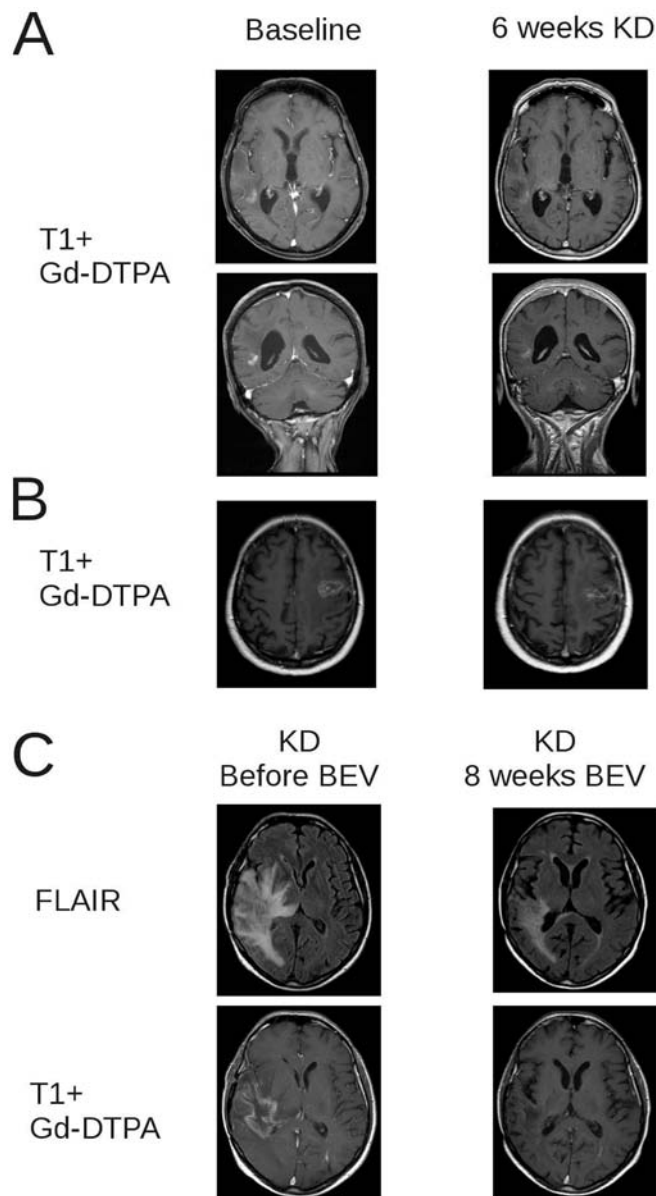 A
Baseline
6 weeks KD
T1+
Gd-DTPA
B
T1+
Gd-DTPA
C
KD
Before BEV
KD
8 weeks BEV
FLAIR
T1+
Gd-DTPA